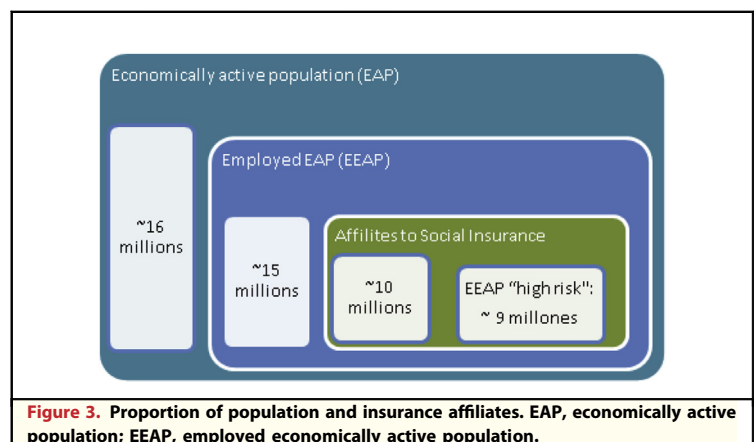 Economically active population (EAP)
Employed EAP (EEAP)
~16
millions
Affilites to Social Insurance
~15
millions
~10
millions
EEAP "high risk":
~ 9 millones
Figure 3. Proportion of population and insurance affiliates. EAP, economically active
population; EEAP, employed economically active population.